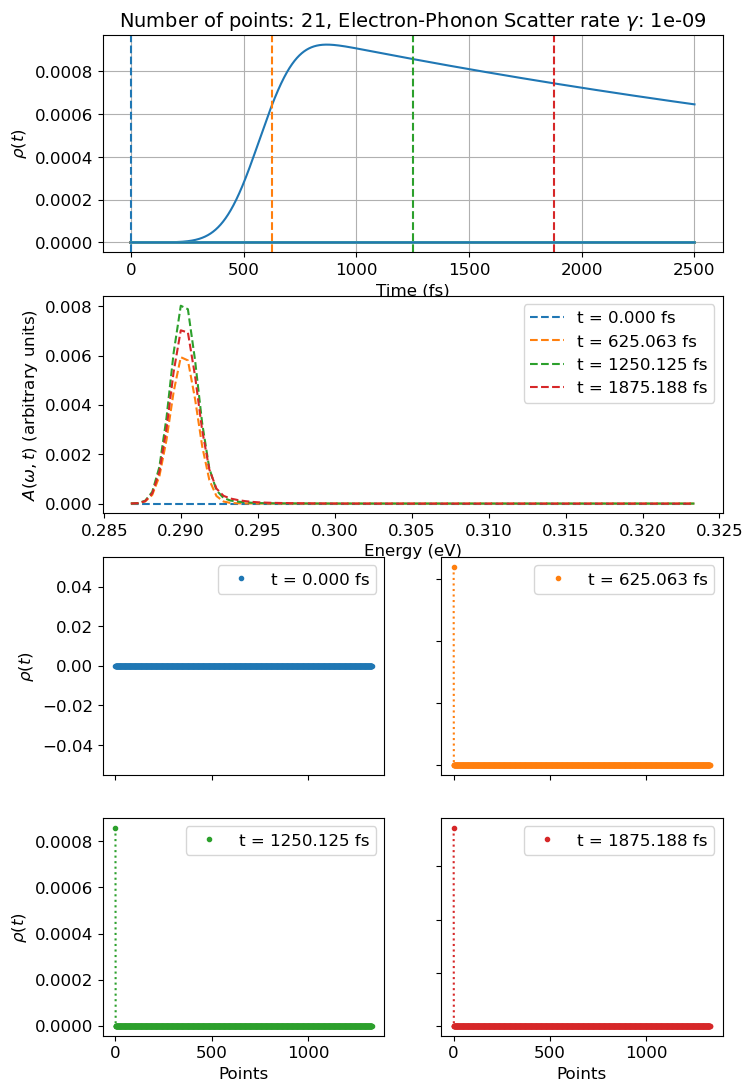 Number of points: 21, Electron-Phonon Scatter rate γ: 1e-09
0.0008
0.0006
0.0004
0.0002
0.0000
ρ(t)
0 500 1000 1500 2000 2500
Time (fs)
0.008
0.006
0.004
0.002
0.000
A(ω, t) (arbitrary units)
t = 0.000 fs
t = 625.063 fs
t = 1250.125 fs
t = 1875.188 fs
0.285 0.290 0.295 0.300 0.305 0.310 0.315 0.320 0.325
Energy (eV)
0.04
0.02
0.00
−0.02
−0.04
ρ(t)
t = 0.000 fs
t = 625.063 fs
0.0008
0.0006
0.0004
0.0002
0.0000
ρ(t)
t = 1250.125 fs
0 500 1000
Points
t = 1875.188 fs
0 500 1000
Points